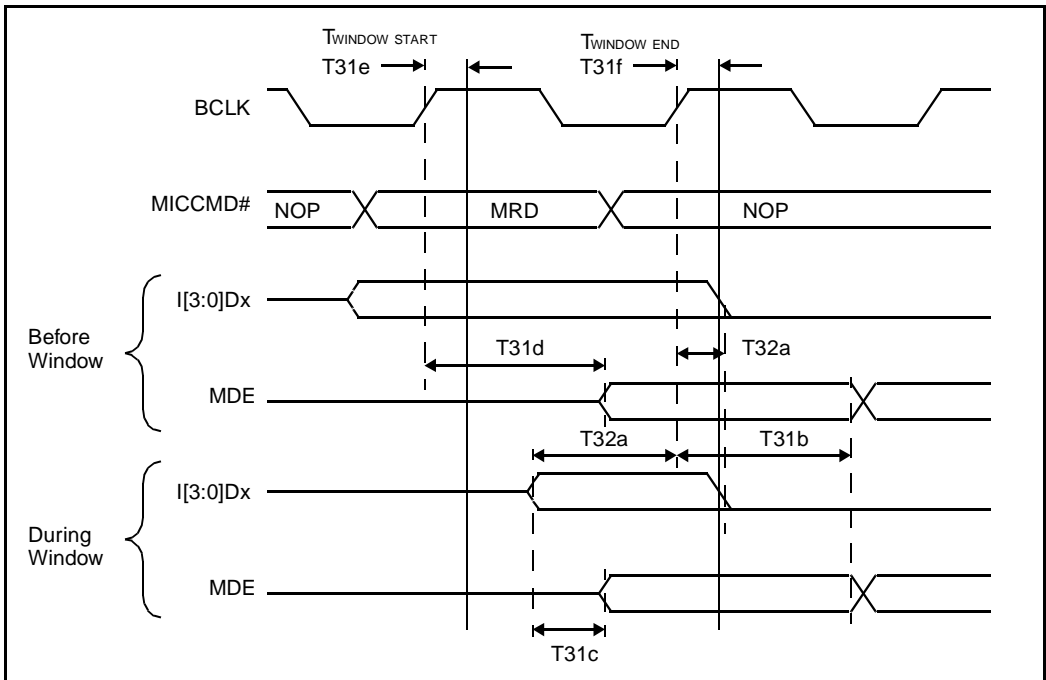 TWINDOW START
TWINDOW END
T31e
T31f
BCLK
MICCMD#
NOP
MRD
NOP
I[3:0]Dx
Before
Window
T31d
T32a
MDE
T32a
T31b
I[3:0]Dx
During
Window
MDE
T31c